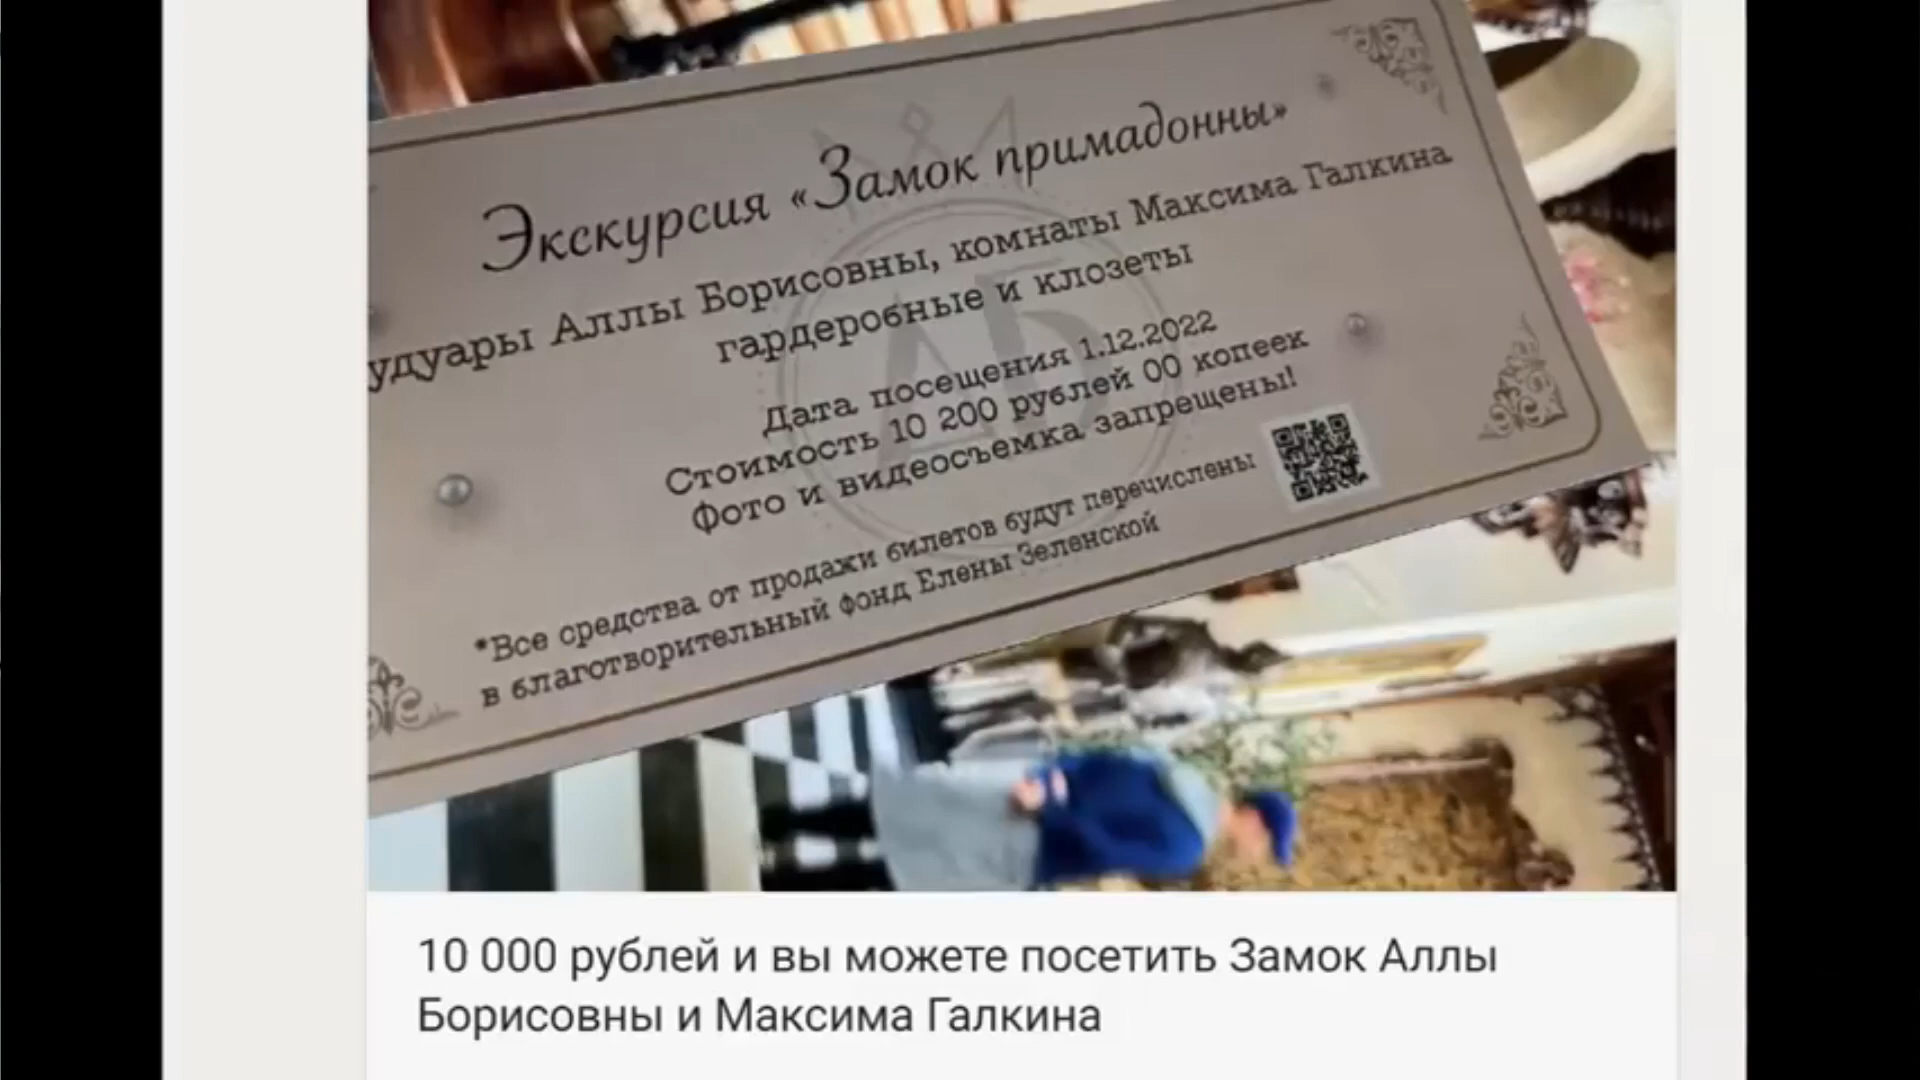 Экскурсия «Замок примадонны»
удуары Аллы Борисовны, комнаты Максима Галкина
гардеробные и клозеты
Дата посещения 1.12.2022
Стоимость 10 200 рублей 00 копеек
Фото и видеосъемка запрещены!
*Все средства от продажи билетов будут перечислены
в благотворительный фонд Елены Зеленской
АБ
10 000 рублей и вы можете посетить Замок Аллы
Борисовны и Максима Галкина